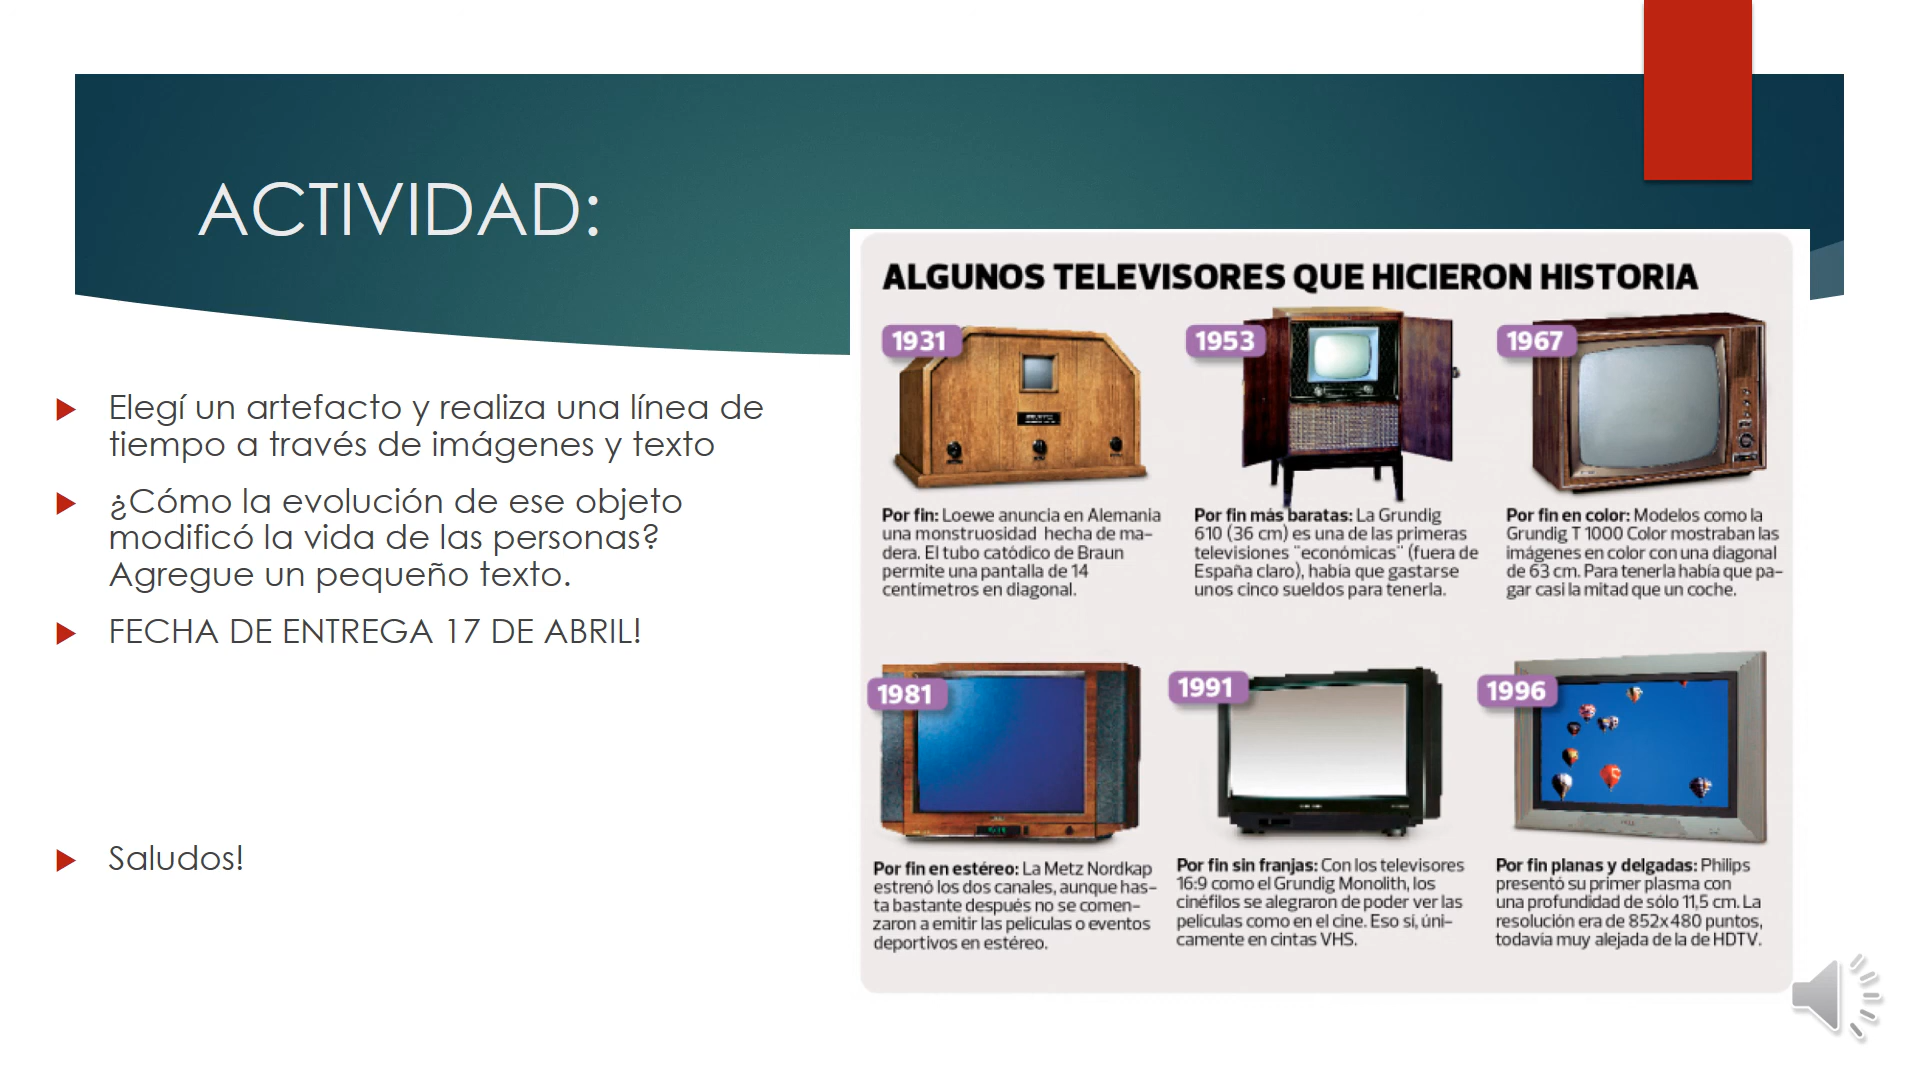 ACTIVIDAD:
Elegí un artefacto y realiza una línea de
tiempo a través de imágenes y texto
¿Cómo la evolución de ese objeto
modificó la vida de las personas?
Agregue un pequeño texto.
FECHA DE ENTREGA 17 DE ABRIL!
Saludos!
ALGUNOS TELEVISORES QUE HICIERON HISTORIA
1931
Por fin: Loewe anuncia en Alemania
una monstruosidad hecha de ma-
dera. El tubo catódico de Braun
permite una pantalla de 14
centímetros en diagonal.
1953
Por fin más baratas: La Grundig
610 (36 cm) es una de las primeras
televisiones "económicas" (fuera de
España claro), había que gastarse
unos cinco sueldos para tenerla.
1967
Por fin en color: Modelos como la
Grundig T 1000 Color mostraban las
imágenes en color con una diagonal
de 63 cm. Para tenerla había que pa-
gar casi la mitad que un coche.
1981
Por fin en estéreo: La Metz Nordkap
estrenó los dos canales, aunque has-
ta bastante después no se comen-
zaron a emitir las películas o eventos
deportivos en estéreo.
1991
Por fin sin franjas: Con los televisores
16:9 como el Grundig Monolith, los
cinéfilos se alegraron de poder ver las
películas como en el cine. Eso sí, úni-
camente en cintas VHS.
1996
Por fin planas y delgadas: Philips
presentó su primer plasma con
una profundidad de sólo 11,5 cm. La
resolución era de 852x480 puntos,
todavía muy alejada de la de HDTV.